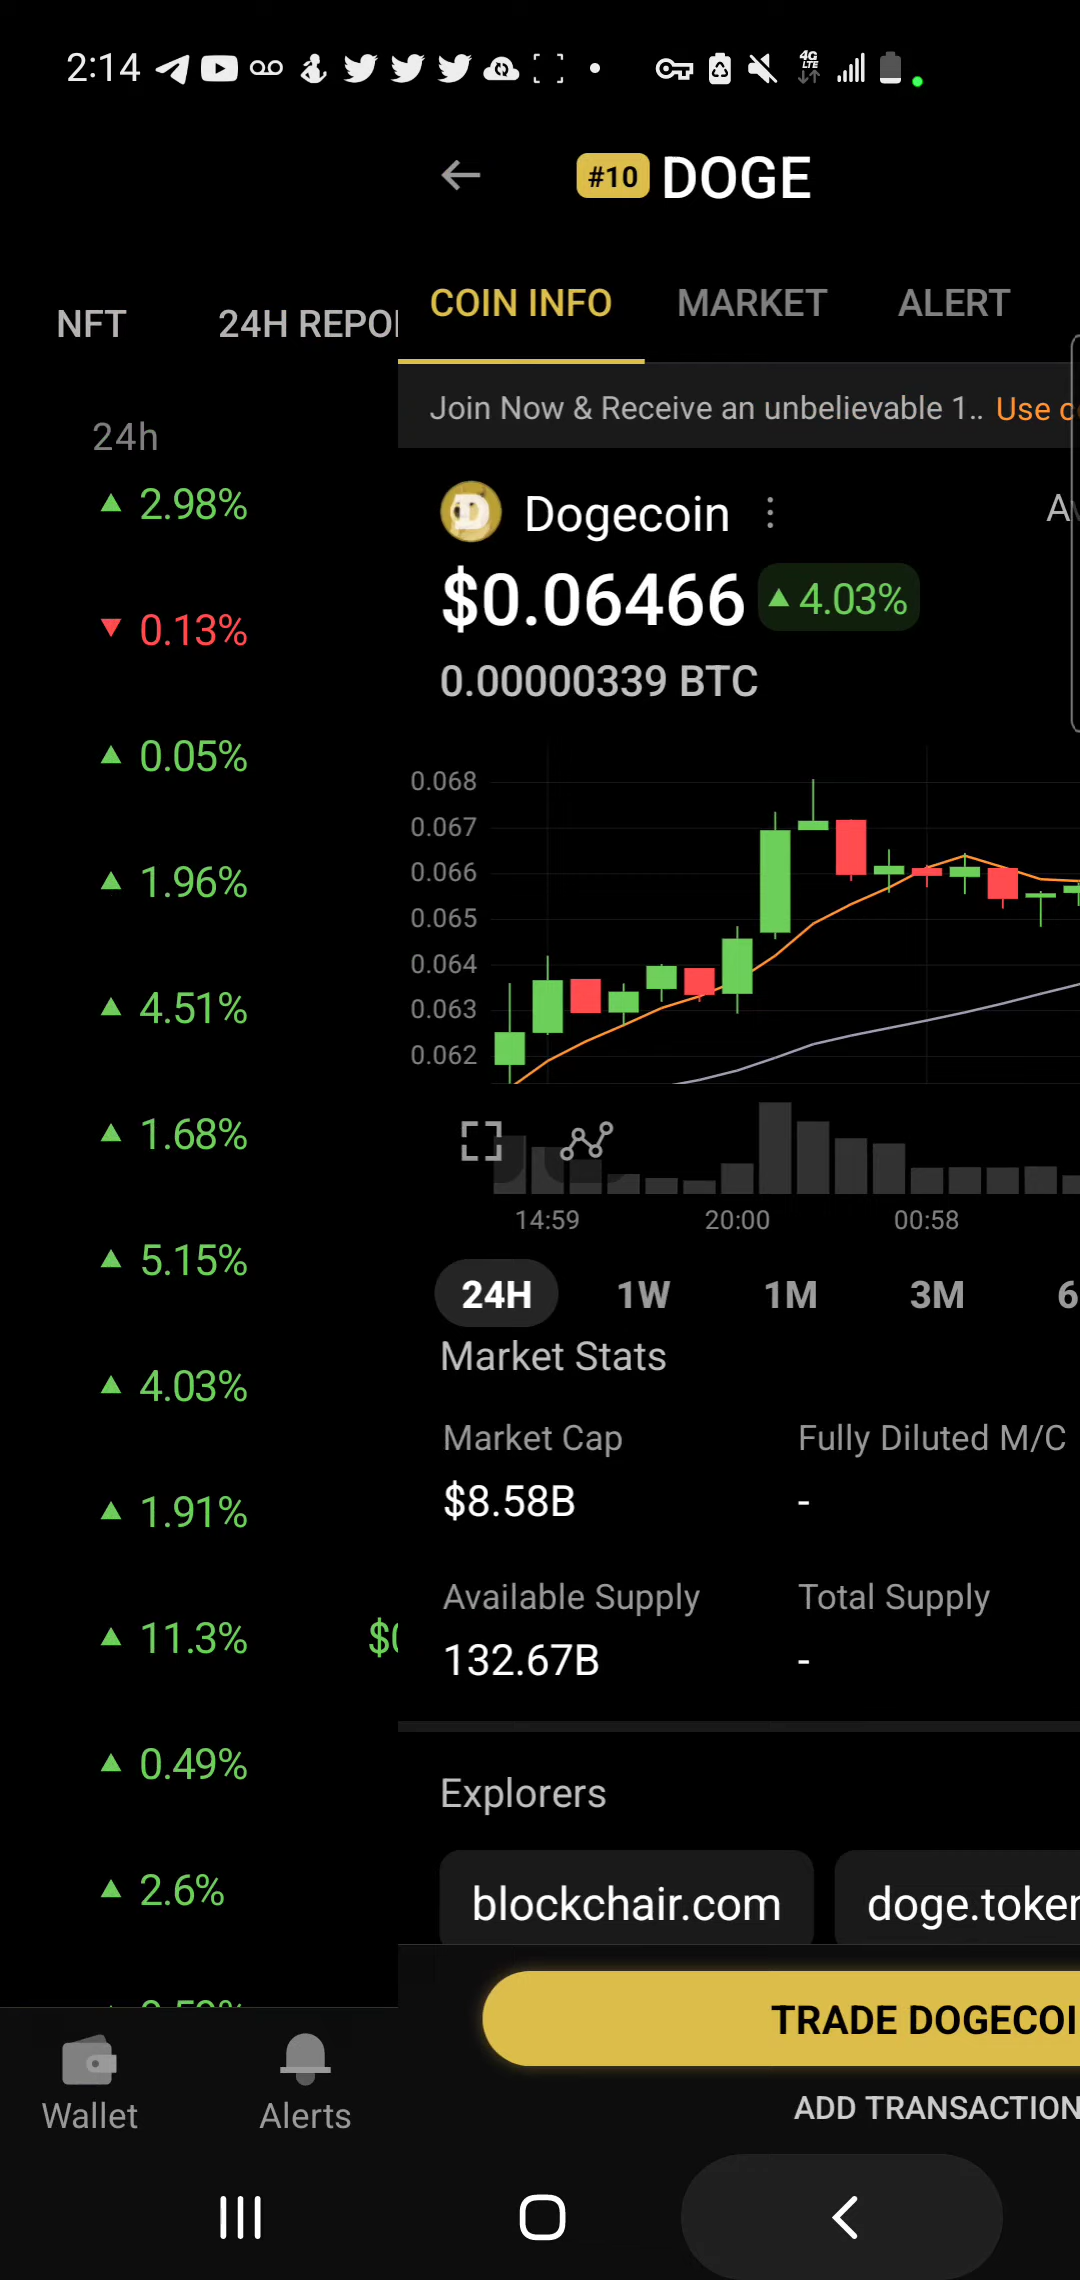 2:14
4G LTE
#10 DOGE
NFT
24H REPO
COIN INFO
MARKET
ALERT
Join Now & Receive an unbelievable 1.. Use c
24h
2.98%
0.13%
0.05%
1.96%
4.51%
1.68%
5.15%
4.03%
1.91%
11.3%
$
0.49%
2.6%
Dogecoin
$0.06466
4.03%
0.00000339 BTC
0.068
0.067
0.066
0.065
0.064
0.063
0.062
14:59
20:00
00:58
24H
1W
1M
3M
6
Market Stats
Market Cap
Fully Diluted M/C
$8.58B
-
Available Supply
Total Supply
132.67B
-
Explorers
blockchair.com
doge.token
TRADE DOGECOI
ADD TRANSACTION
Wallet
Alerts